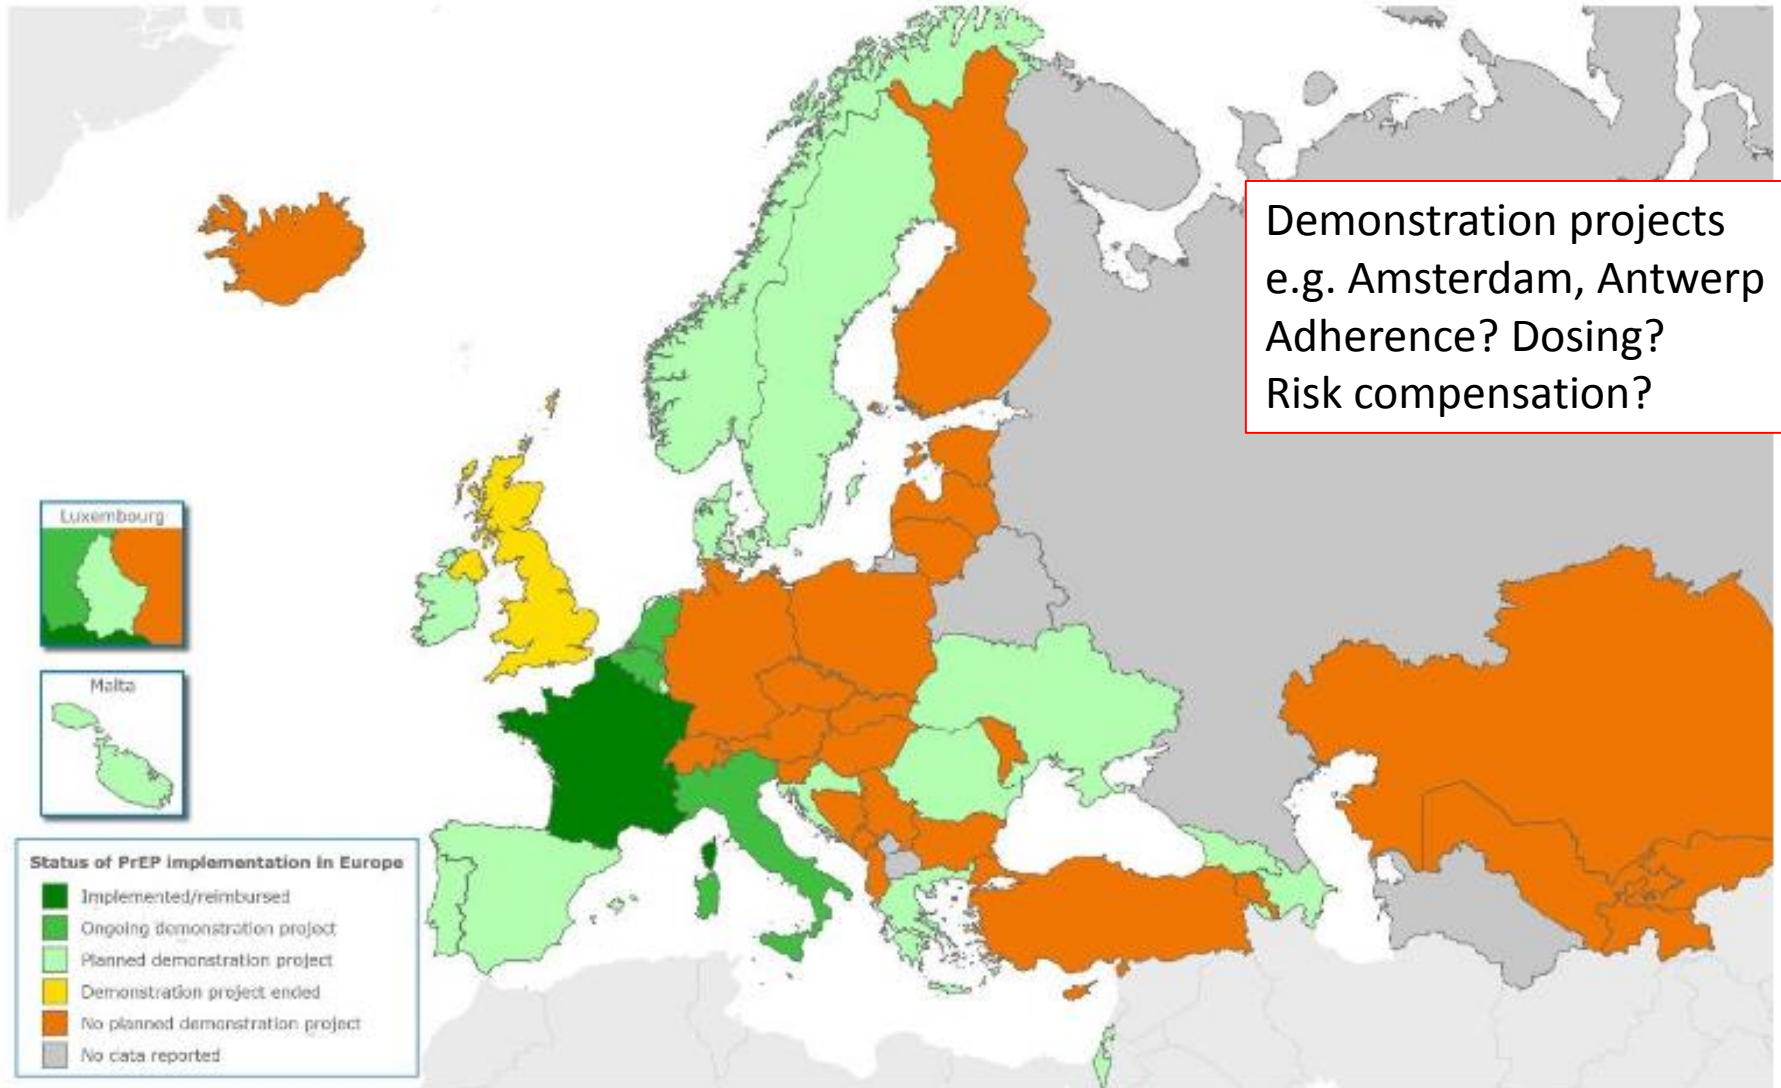 Demonstration projects
e.g. Amsterdam, Antwerp
Adherence? Dosing?
Risk compensation?
Luxembourg
Malta
Status of PrEP implementation in Europe
Implemented/reimbursed
Ongoing demonstration project
Planned demonstration project
Demonstration project ended
No planned demonstration project
No data reported